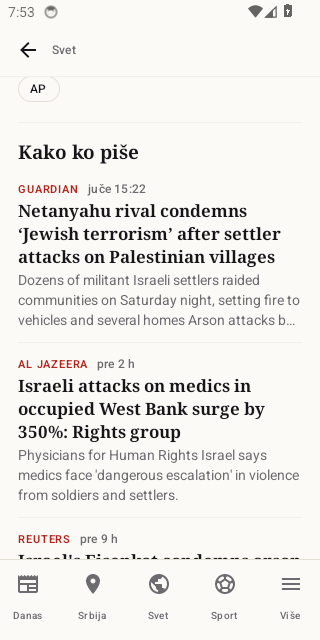 7:53
Svet
AP
Kako ko piše
GUARDIAN juče 15:22
Netanyahu rival condemns
‘Jewish terrorism’ after settler
attacks on Palestinian villages
Dozens of militant Israeli settlers raided
communities on Saturday night, setting fire to
vehicles and several homes Arson attacks b…
AL JAZEERA pre 2 h
Israeli attacks on medics in
occupied West Bank surge by
350%: Rights group
Physicians for Human Rights Israel says
medics face 'dangerous escalation' in violence
from soldiers and settlers.
REUTERS pre 9 h
Israel's Eisenkot condemns arson
Danas Srbija Svet Sport Više